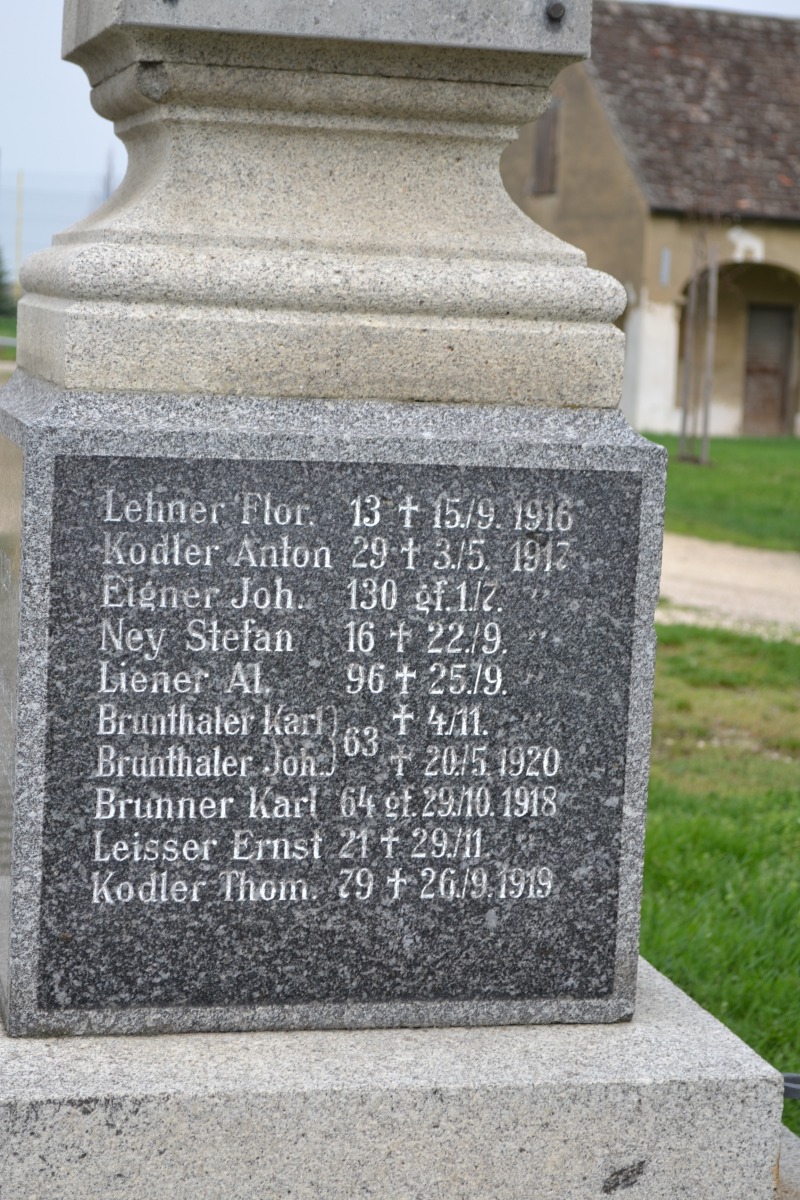 Lehner Flor. 13 † 15./9. 1916
Kodler Anton 29 † 3./5. 1917
Eigner Joh. 130 gf. 1./7. "
Ney Stefan 16 † 22./9. "
Liener Al. 96 † 25./9. "
Brunthaler Karl) † 4/11. "
63
Brunthaler Joh.) † 20./5. 1920
Brunner Karl 64 gf. 29./10. 1918
Leisser Ernst 21 † 29./11 "
Kodler Thom. 79 † 26./9. 1919